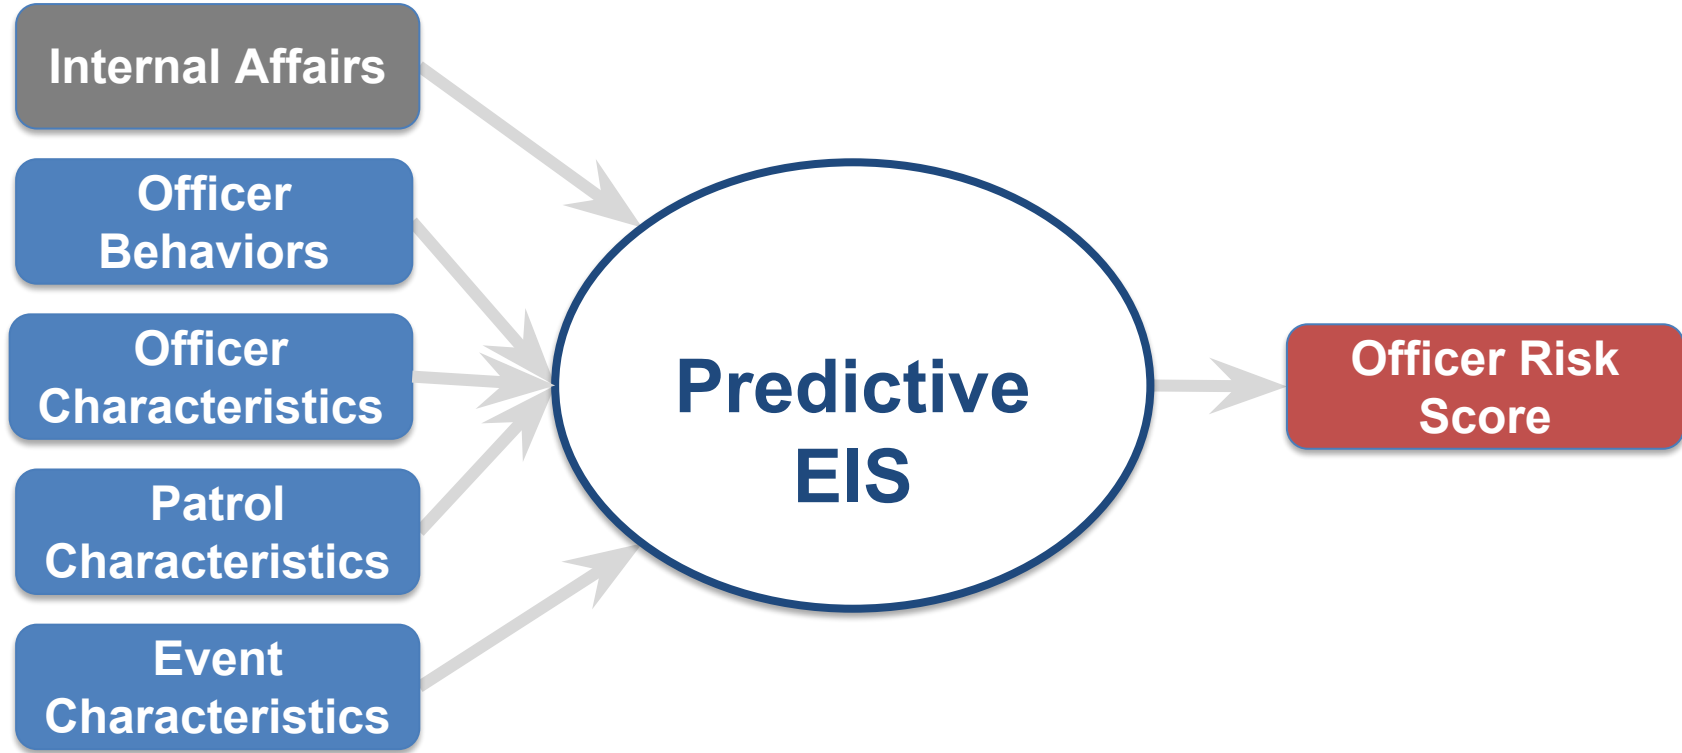 Internal Affairs
Officer
Behaviors
Officer
Characteristics
Patrol
Characteristics
Event
Characteristics
Predictive
EIS
Officer Risk
Score